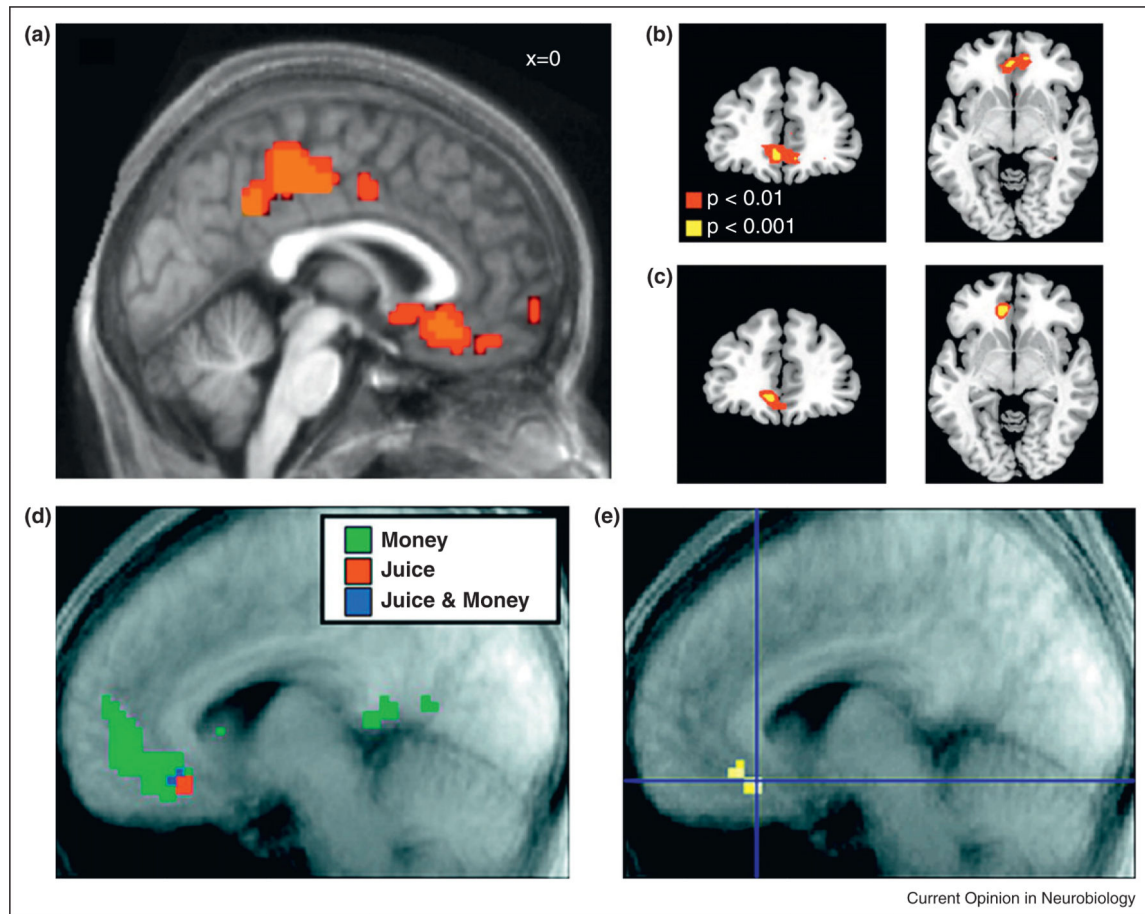 (a)
x=0
(b)
p < 0.01
p < 0.001
(c)
(d)
Money
Juice
Juice & Money
(e)
Current Opinion in Neurobiology